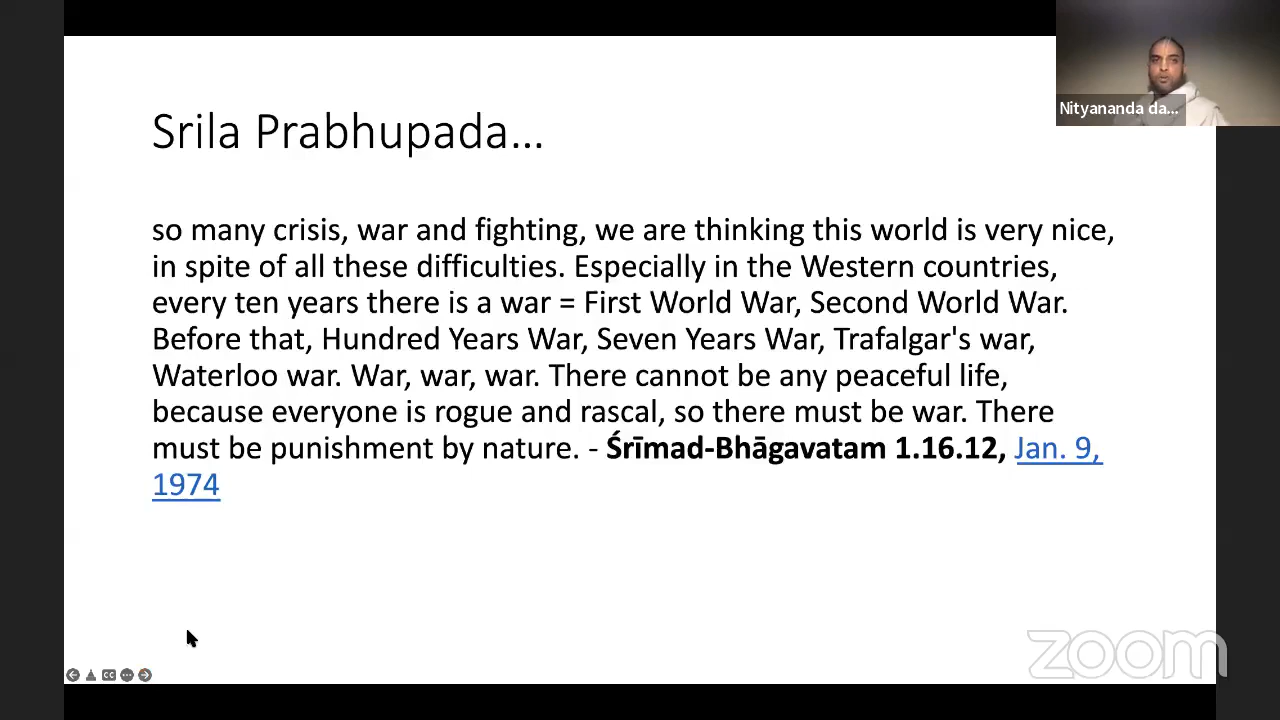 Nityananda da...
Srila Prabhupada...
so many crisis, war and fighting, we are thinking this world is very nice,
in spite of all these difficulties. Especially in the Western countries,
every ten years there is a war = First World War, Second World War.
Before that, Hundred Years War, Seven Years War, Trafalgar's war,
Waterloo war. War, war, war. There cannot be any peaceful life,
because everyone is rogue and rascal, so there must be war. There
must be punishment by nature. - Śrīmad-Bhāgavatam 1.16.12, Jan. 9,
1974
zoom
CC